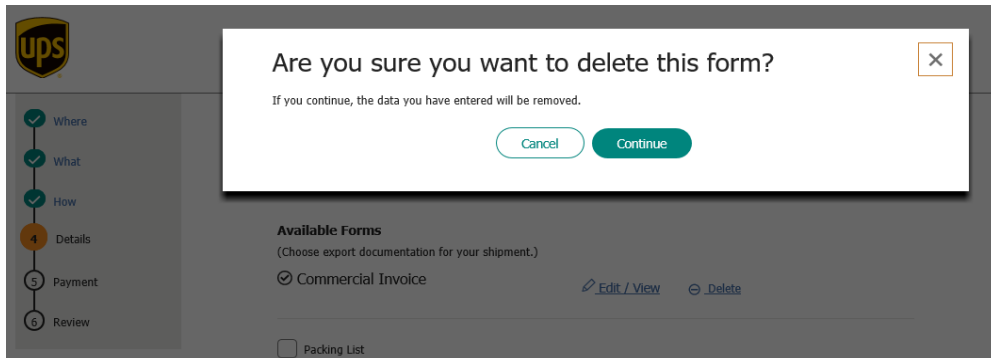 ups
Are you sure you want to delete this form?
If you continue, the data you have entered will be removed.
Cancel
Continue
Where
What
How
4 Details
5 Payment
6 Review
Available Forms
(Choose export documentation for your shipment.)
Commercial Invoice
Edit / View
Delete
Packing List